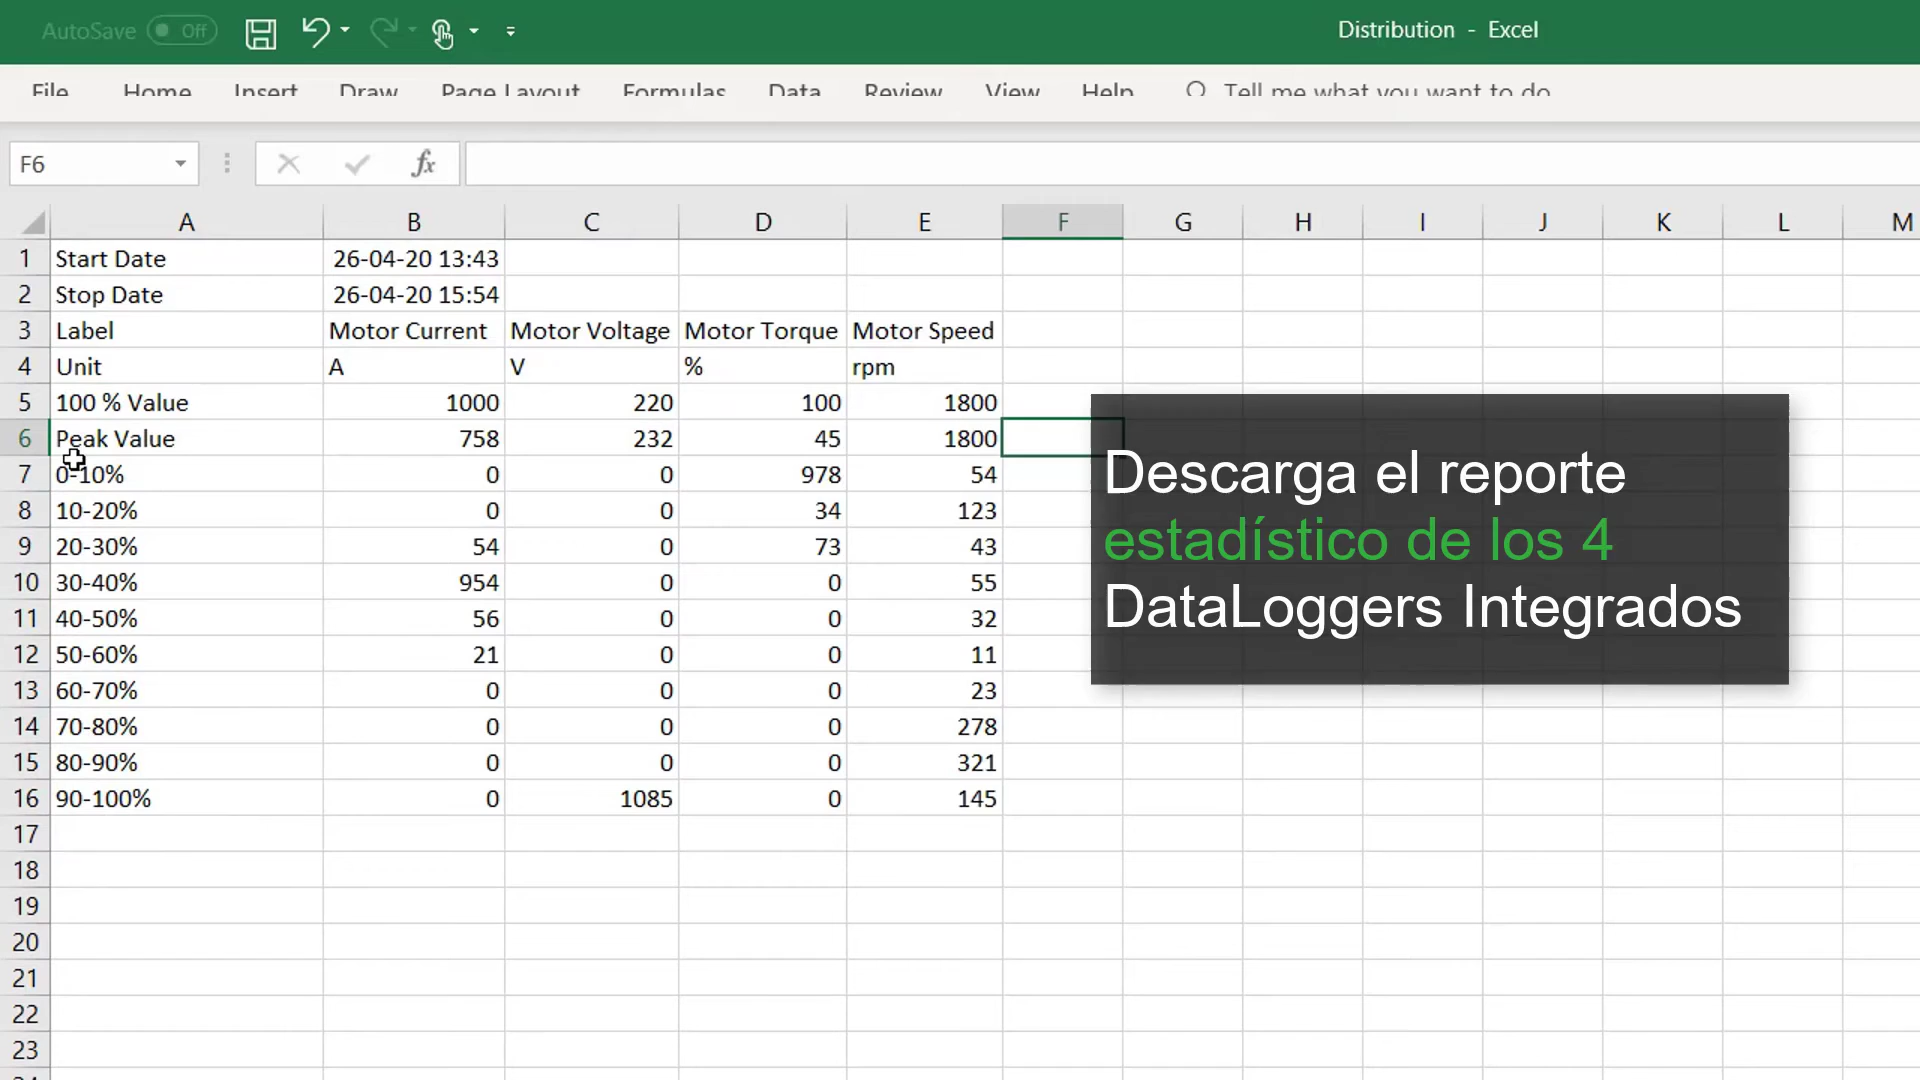 AutoSave Off
Distribution - Excel
File Home Insert Draw Page Layout Formulas Data Review View Help Tell me what you want to do
F6 fx
A B C D E F G H I J K L M
1 Start Date 26-04-20 13:43
2 Stop Date 26-04-20 15:54
3 Label Motor Current Motor Voltage Motor Torque Motor Speed
4 Unit A V % rpm
5 100 % Value 1000 220 100 1800
6 Peak Value 758 232 45 1800
7 0-10% 0 0 978 54
8 10-20% 0 0 34 123
9 20-30% 54 0 73 43
10 30-40% 954 0 0 55
11 40-50% 56 0 0 32
12 50-60% 21 0 0 11
13 60-70% 0 0 0 23
14 70-80% 0 0 0 278
15 80-90% 0 0 0 321
16 90-100% 0 1085 0 145
17
18
19
20
21
22
23
Descarga el reporte
estadístico de los 4
DataLoggers Integrados